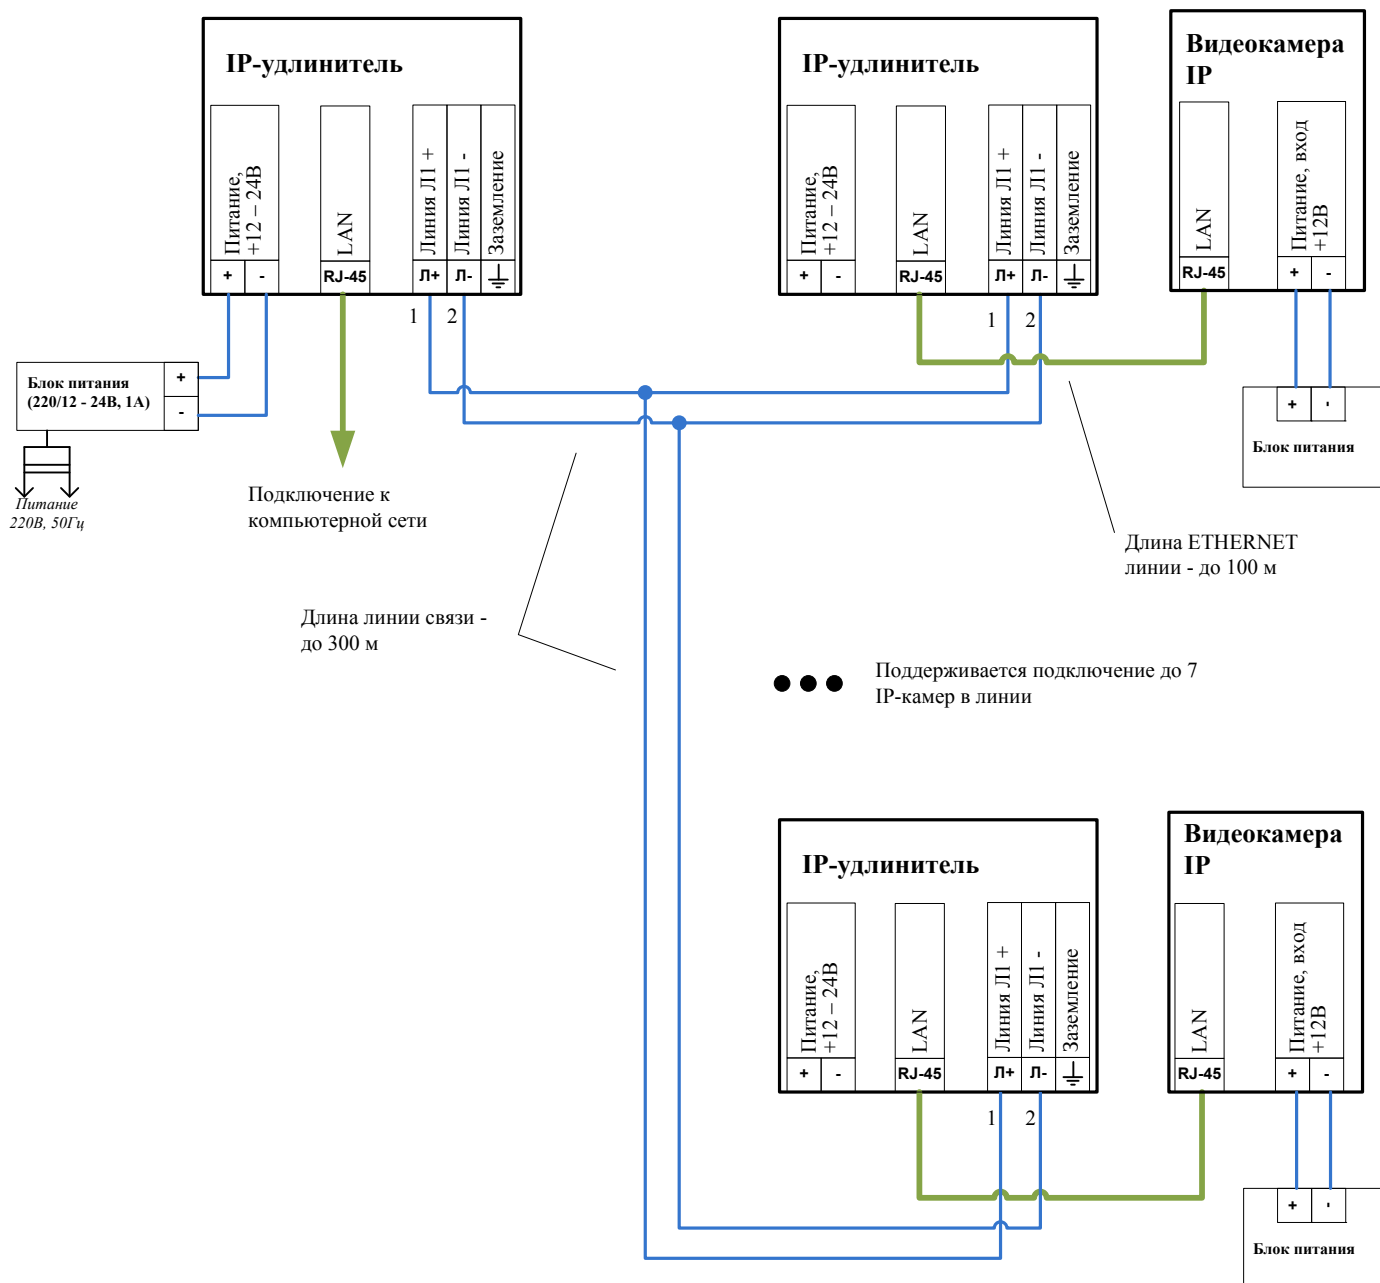 IP-удлинитель
Питание,
+12 – 24В
LAN
Линия Л1 +
Линия Л1 -
Заземление
+
-
RJ-45
Л+
Л-
1
2
Блок питания
(220/12 - 24В, 1А)
+
-
Питание
220В, 50Гц
Подключение к
компьютерной сети
IP-удлинитель
Питание,
+12 – 24В
LAN
Линия Л1 +
Линия Л1 -
Заземление
+
-
RJ-45
Л+
Л-
1
2
Видеокамера
IP
LAN
Питание, вход
+12В
RJ-45
+
-
+
-
Блок питания
Длина ETHERNET
линии - до 100 м
Длина линии связи -
до 300 м
Поддерживается подключение до 7
IP-камер в линии
IP-удлинитель
Питание,
+12 – 24В
LAN
Линия Л1 +
Линия Л1 -
Заземление
+
-
RJ-45
Л+
Л-
1
2
Видеокамера
IP
LAN
Питание, вход
+12В
RJ-45
+
-
+
-
Блок питания